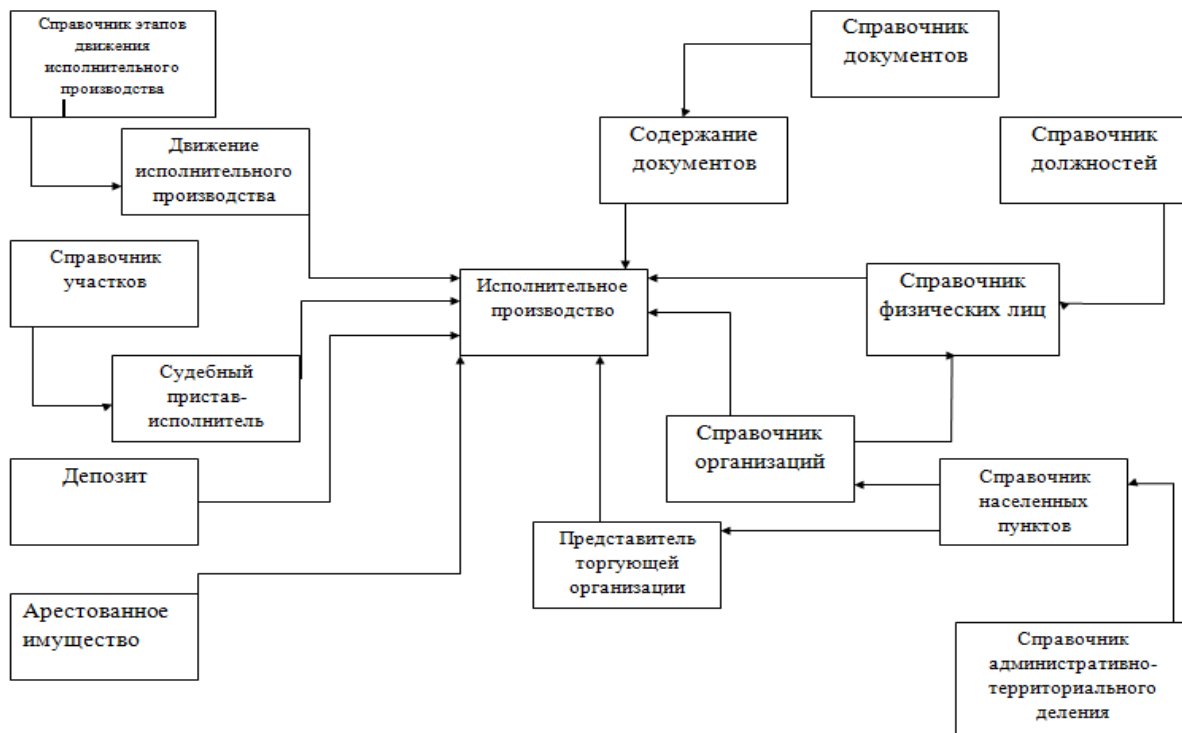 Справочник этапов
движения
исполнительного
производства
Справочник
документов
Движение
исполнительного
производства
Содержание
документов
Справочник
должностей
Справочник
участков
Исполнительное
производство
Справочник
физических лиц
Судебный
пристав-
исполнитель
Справочник
организаций
Депозит
Справочник
населенных
пунктов
Представитель
торгующей
организации
Арестованное
имущество
Справочник
административно-
территориального
деления